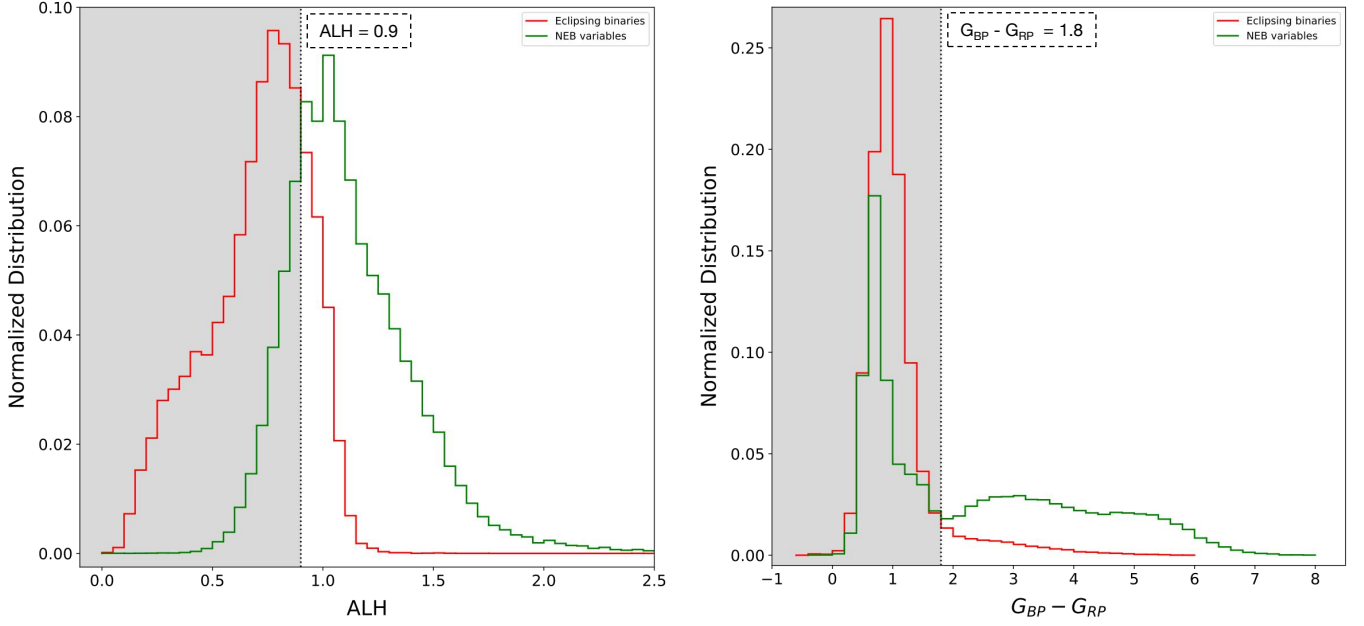 0.10
0.08
0.06
0.04
0.02
0.00
Normalized Distribution
0.0 0.5 1.0 1.5 2.0 2.5
ALH
ALH = 0.9
Eclipsing binaries
NEB variables
0.25
0.20
0.15
0.10
0.05
0.00
Normalized Distribution
−1 0 1 2 3 4 5 6 7 8
G_BP − G_RP
G_BP - G_RP = 1.8
Eclipsing binaries
NEB variables